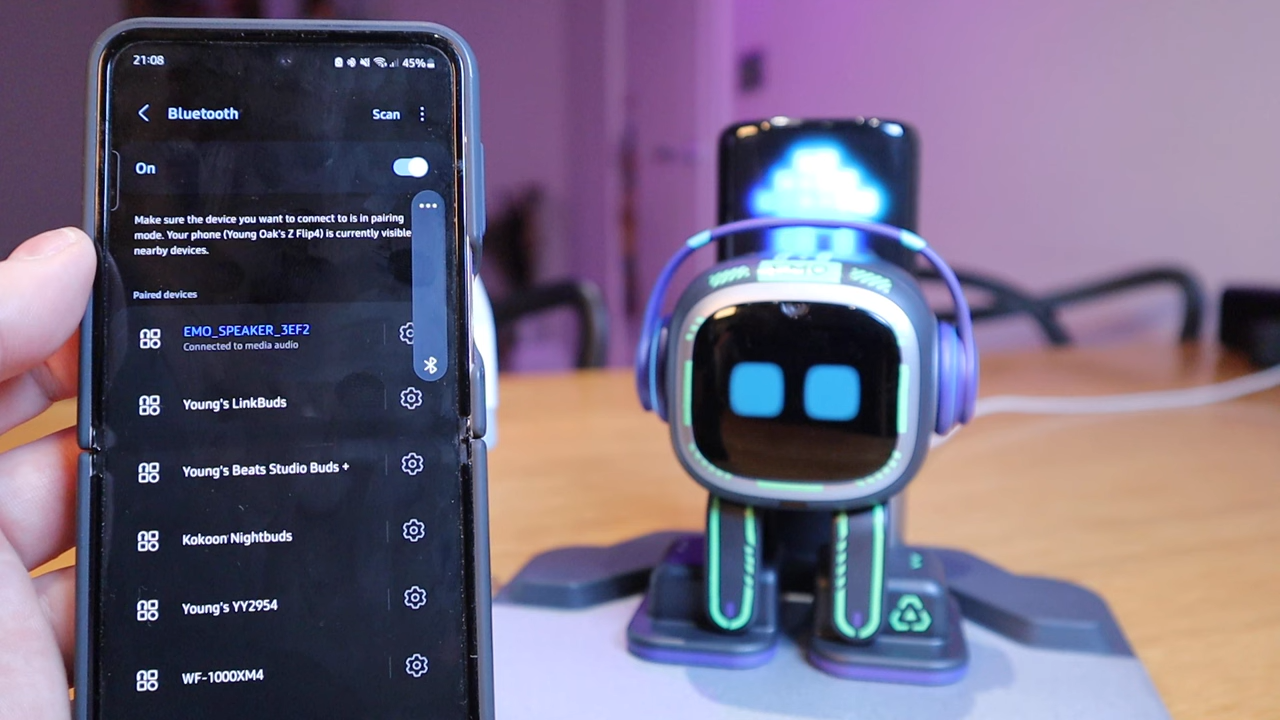 21:08
45%
Bluetooth
Scan
On
Make sure the device you want to connect to is in pairing
mode. Your phone (Young Oak's Z Flip4) is currently visible
nearby devices.
Paired devices
EMO_SPEAKER_3EF2
Connected to media audio
Young's LinkBuds
Young's Beats Studio Buds +
Kokoon Nightbuds
Young's YY2954
WF-1000XM4